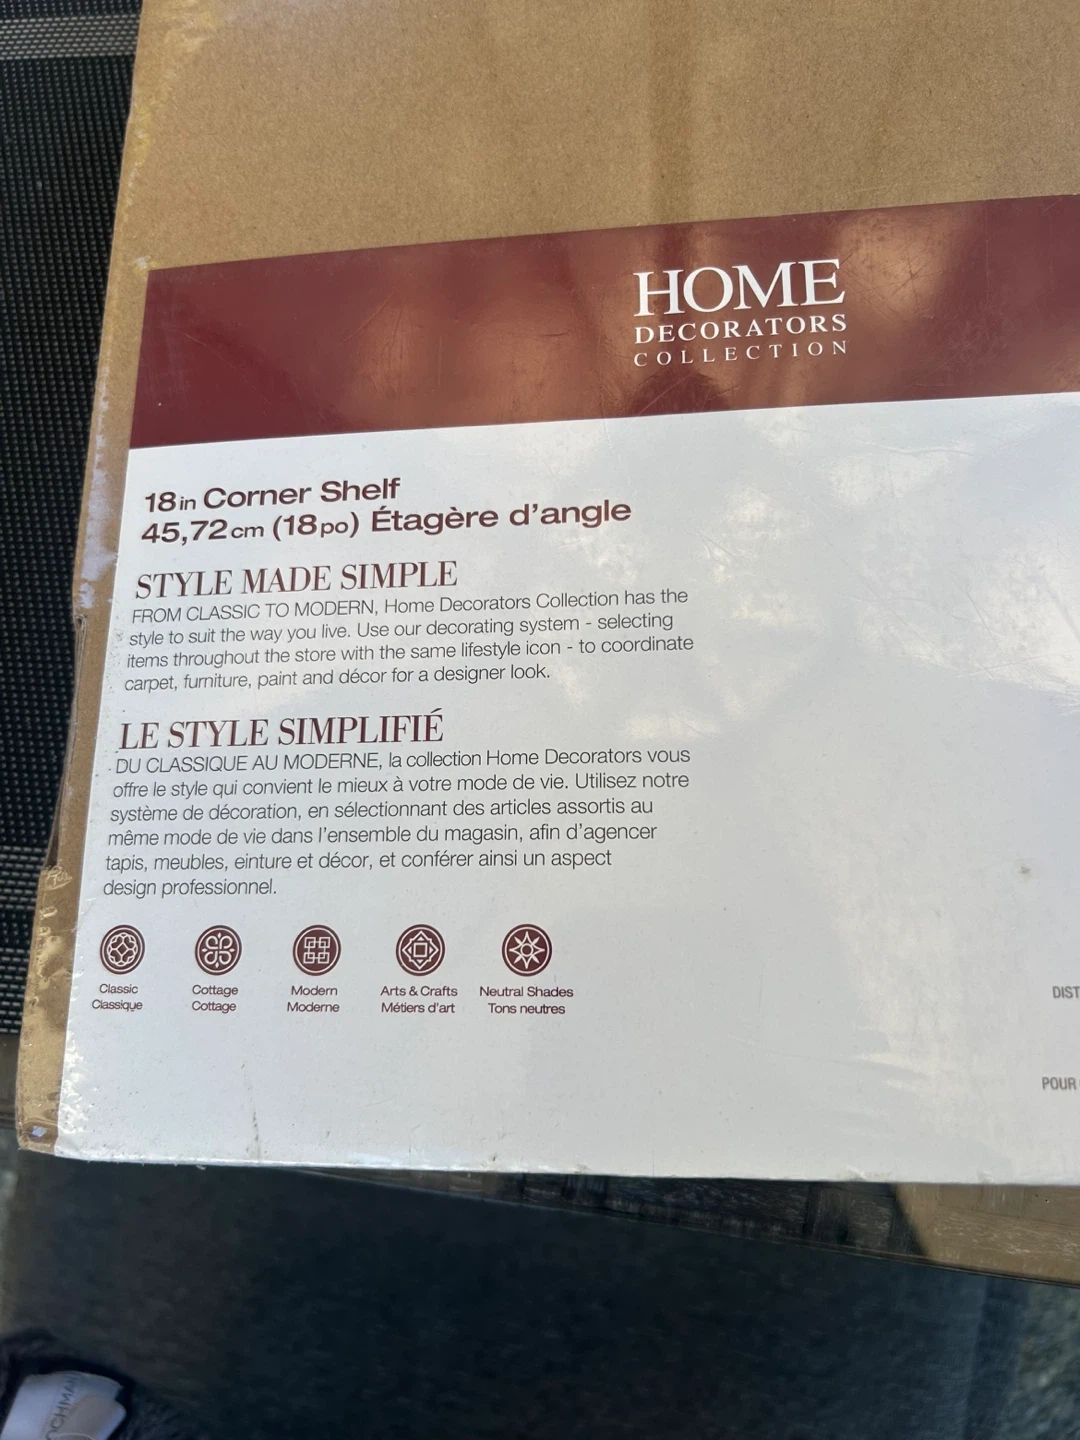 HOME
DECORATORS
COLLECTION
18in Corner Shelf
45,72cm (18po) Étagère d'angle
STYLE MADE SIMPLE
FROM CLASSIC TO MODERN, Home Decorators Collection has the
style to suit the way you live. Use our decorating system - selecting
items throughout the store with the same lifestyle icon - to coordinate
carpet, furniture, paint and décor for a designer look.
LE STYLE SIMPLIFIÉ
DU CLASSIQUE AU MODERNE, la collection Home Decorators vous
offre le style qui convient le mieux à votre mode de vie. Utilisez notre
système de décoration, en sélectionnant des articles assortis au
même mode de vie dans l'ensemble du magasin, afin d'agencer
tapis, meubles, einture et décor, et conférer ainsi un aspect
design professionnel.
Classic Cottage Modern Arts & Crafts Neutral Shades
Classique Cottage Moderne Métiers d'art Tons neutres
DIST
POUR
OCHMAN